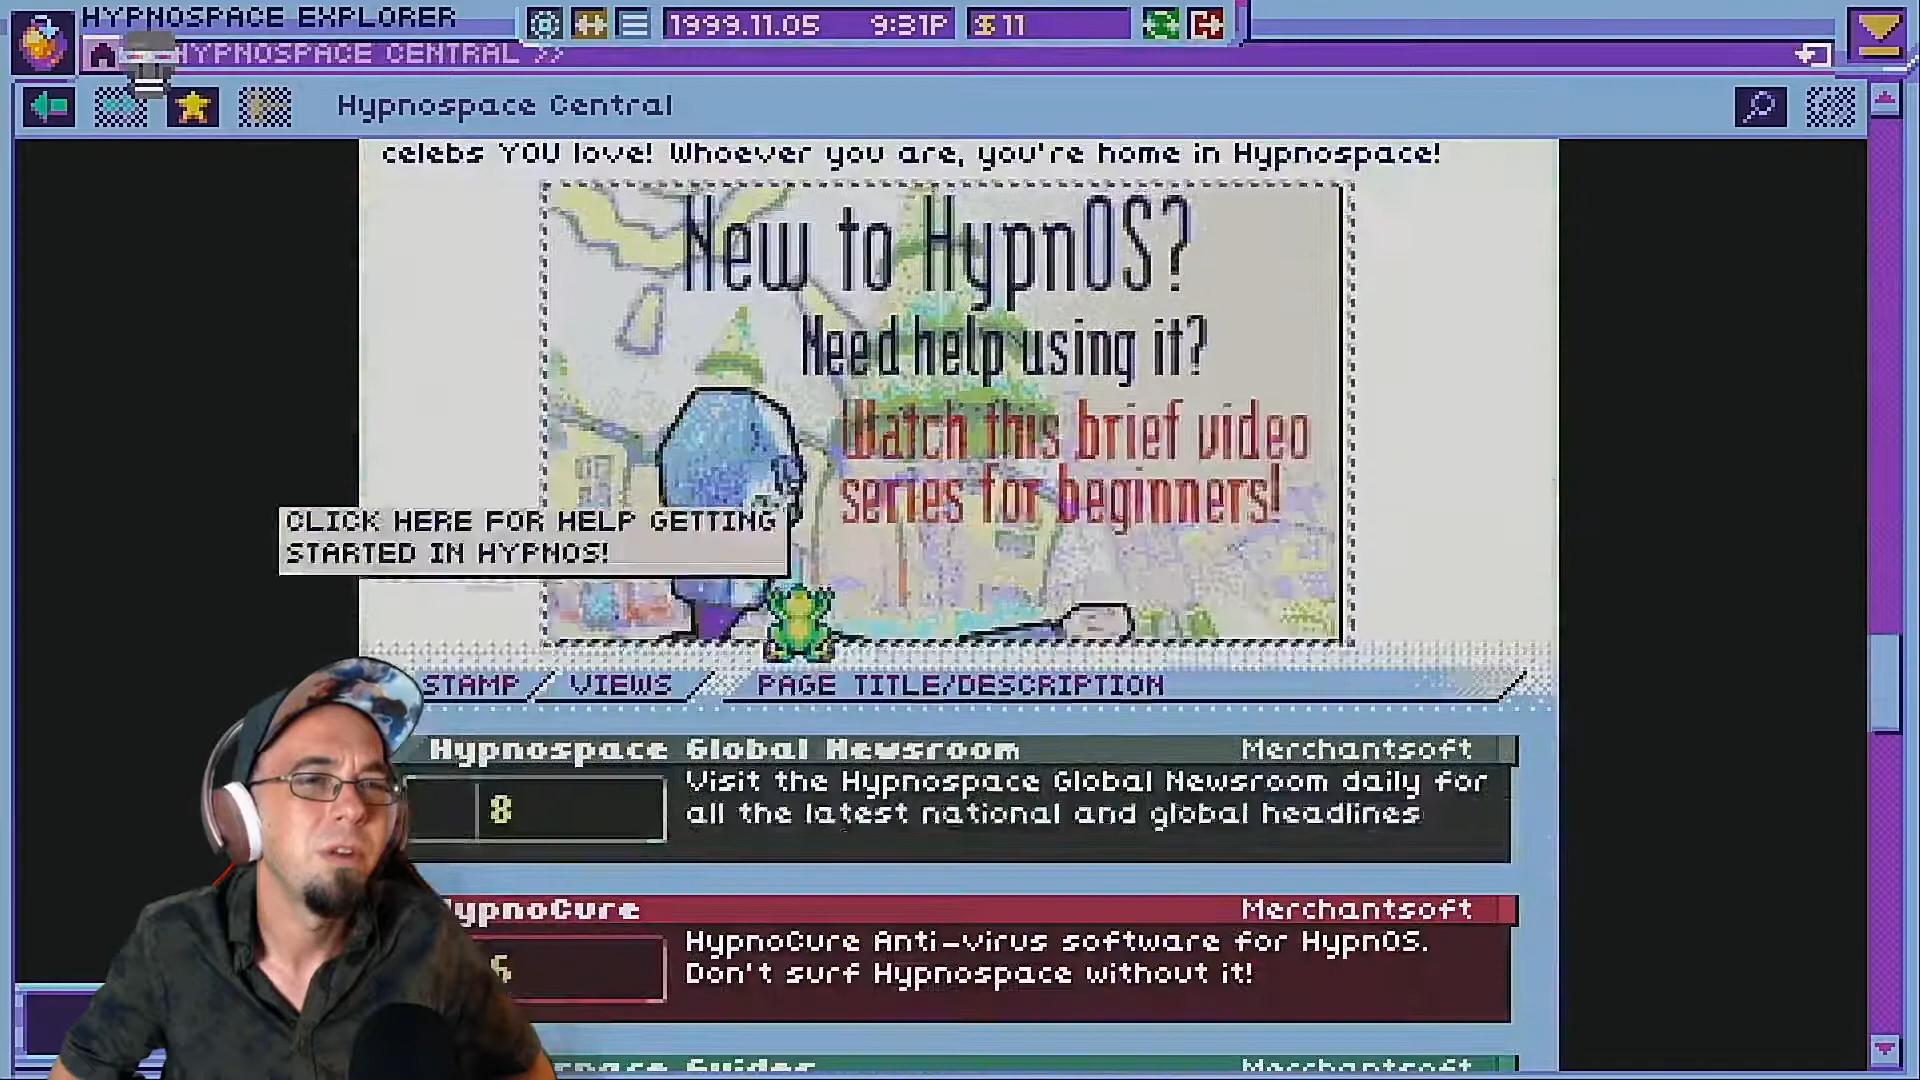 HYPNOSPACE EXPLORER
1999.11.05 9:31P 11
HYPNOSPACE CENTRAL >>
Hypnospace Central
celebs YOU love! Whoever you are, you're home in Hypnospace!
New to HypnOS?
Need help using it?
Watch this brief video
series for beginners!
CLICK HERE FOR HELP GETTING
STARTED IN HYPNOS!
STAMP VIEWS PAGE TITLE/DESCRIPTION
Hypnospace Global Newsroom Merchantsoft
Visit the Hypnospace Global Newsroom daily for
8
all the latest national and global headlines
HypnoCure Merchantsoft
HypnoCure Anti-virus software for HypnOS.
6
Don't surf Hypnospace without it!
space Guides Merchantsoft